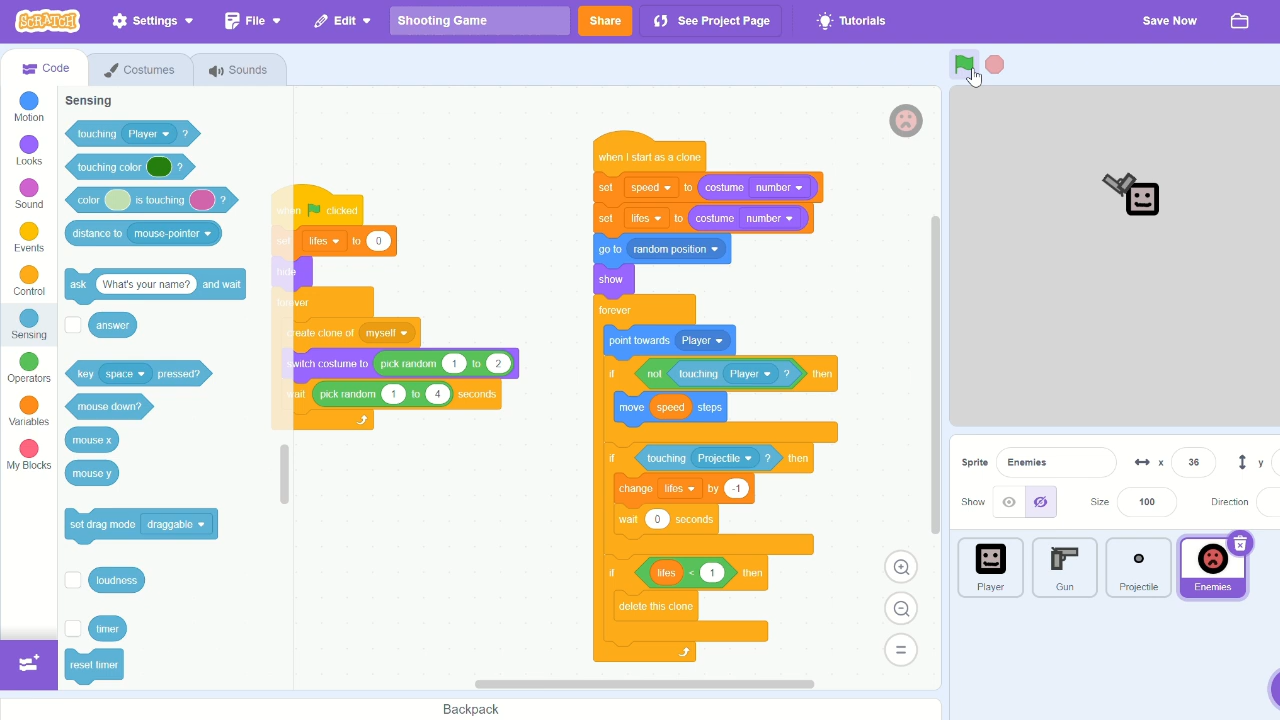 SCRATCH Settings File Edit Shooting Game Share See Project Page Tutorials Save Now
Code Costumes Sounds
Motion
Looks
Sound
Events
Control
Sensing
Operators
Variables
My Blocks
Sensing
touching Player ?
touching color ?
color is touching ?
distance to mouse-pointer
ask What's your name? and wait
answer
key space pressed?
mouse down?
mouse x
mouse y
set drag mode draggable
loudness
timer
reset timer
when clicked
set lifes to 0
hide
forever
create clone of myself
switch costume to pick random 1 to 2
wait pick random 1 to 4 seconds
when I start as a clone
set speed to costume number
set lifes to costume number
go to random position
show
forever
point towards Player
if not touching Player ? then
move speed steps
if touching Projectile ? then
change lifes by -1
wait 0 seconds
if lifes < 1 then
delete this clone
Backpack
Sprite Enemies x 36 y
Show Size 100 Direction
Player Gun Projectile Enemies